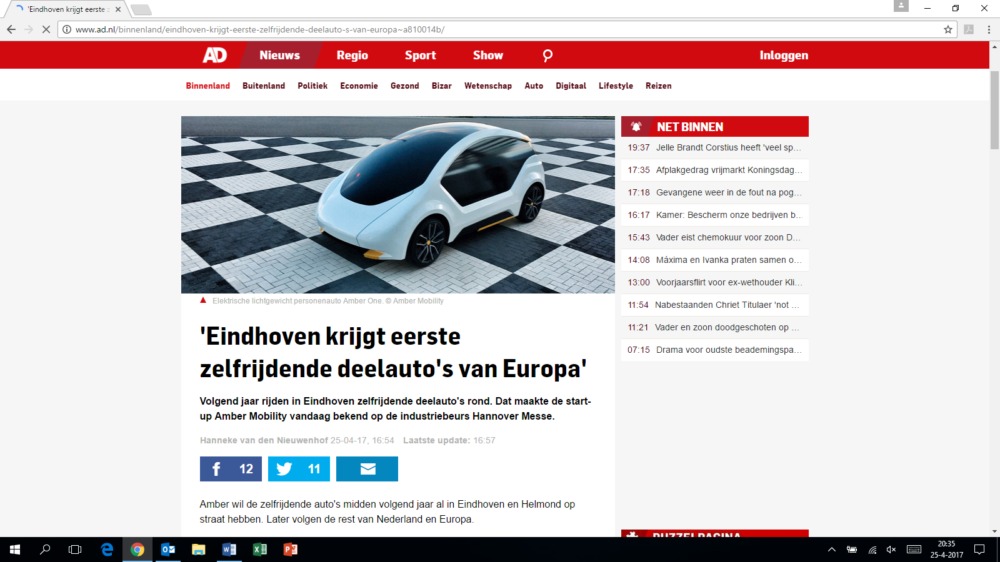 'Eindhoven krijgt eerste z
www.ad.nl/binnenland/eindhoven-krijgt-eerste-zelfrijdende-deelauto-s-van-europa~a810014b/
AD Nieuws Regio Sport Show Inloggen
Binnenland Buitenland Politiek Economie Gezond Bizar Wetenschap Auto Digitaal Lifestyle Reizen
Elektrische lichtgewicht personenauto Amber One. © Amber Mobility
'Eindhoven krijgt eerste
zelfrijdende deelauto's van Europa'
Volgend jaar rijden in Eindhoven zelfrijdende deelauto's rond. Dat maakte de start-
up Amber Mobility vandaag bekend op de industriebeurs Hannover Messe.
Hanneke van den Nieuwenhof 25-04-17, 16:54 Laatste update: 16:57
12 11
Amber wil de zelfrijdende auto's midden volgend jaar al in Eindhoven en Helmond op
straat hebben. Later volgen de rest van Nederland en Europa.
NET BINNEN
19:37 Jelle Brandt Corstius heeft 'veel sp...
17:35 Afplakgedrag vrijmarkt Koningsdag...
17:18 Gevangene weer in de fout na pog...
16:17 Kamer: Bescherm onze bedrijven b...
15:43 Vader eist chemokuur voor zoon D...
14:08 Máxima en Ivanka praten samen o...
13:00 Voorjaarsflirt voor ex-wethouder Kli...
11:54 Nabestaanden Chriet Titulaer 'not ...
11:21 Vader en zoon doodgeschoten op ...
07:15 Drama voor oudste beademingspa...
PUZZELPAGINA
20:35
25-4-2017